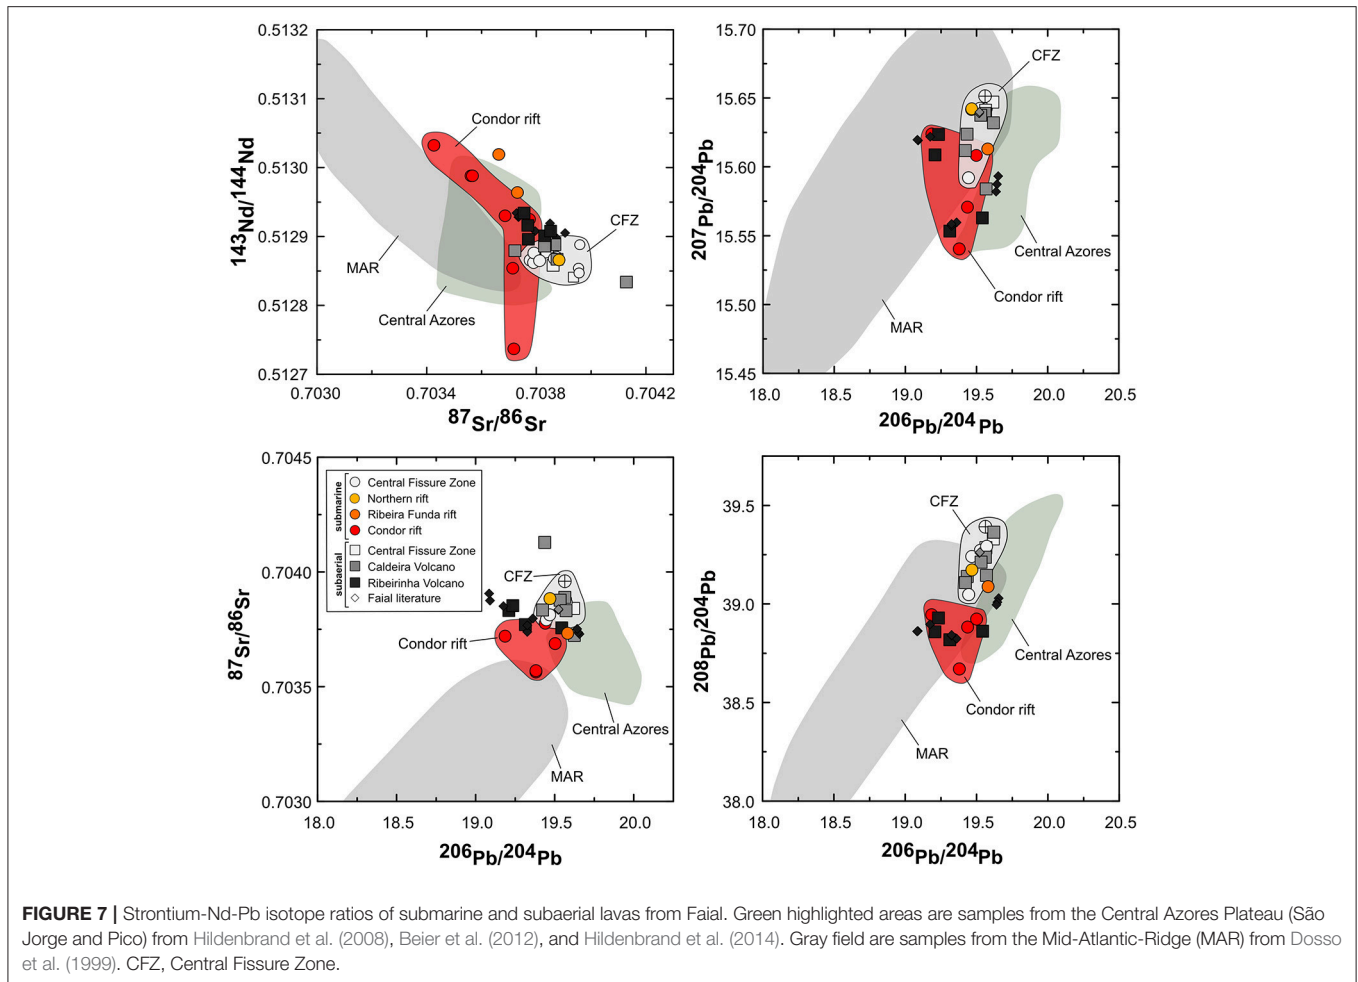 0.5132
0.5131
0.5130
0.5129
0.5128
0.5127
143Nd/144Nd
Condor rift
CFZ
MAR
Central Azores
0.7030
0.7034
0.7038
0.7042
87Sr/86Sr
15.70
15.65
15.60
15.55
15.50
15.45
207Pb/204Pb
CFZ
Central Azores
Condor rift
MAR
18.0
18.5
19.0
19.5
20.0
20.5
206Pb/204Pb
0.7045
0.7040
0.7035
0.7030
87Sr/86Sr
submarine
Central Fissure Zone
Northern rift
Ribeira Funda rift
Condor rift
subaerial
Central Fissure Zone
Caldeira Volcano
Ribeirinha Volcano
Faial literature
CFZ
Condor rift
Central Azores
MAR
18.0
18.5
19.0
19.5
20.0
206Pb/204Pb
39.5
39.0
38.5
38.0
208Pb/204Pb
CFZ
Central Azores
Condor rift
MAR
18.0
18.5
19.0
19.5
20.0
20.5
206Pb/204Pb
FIGURE 7 | Strontium-Nd-Pb isotope ratios of submarine and subaerial lavas from Faial. Green highlighted areas are samples from the Central Azores Plateau (São
Jorge and Pico) from Hildenbrand et al. (2008), Beier et al. (2012), and Hildenbrand et al. (2014). Gray field are samples from the Mid-Atlantic-Ridge (MAR) from Dosso
et al. (1999). CFZ, Central Fissure Zone.